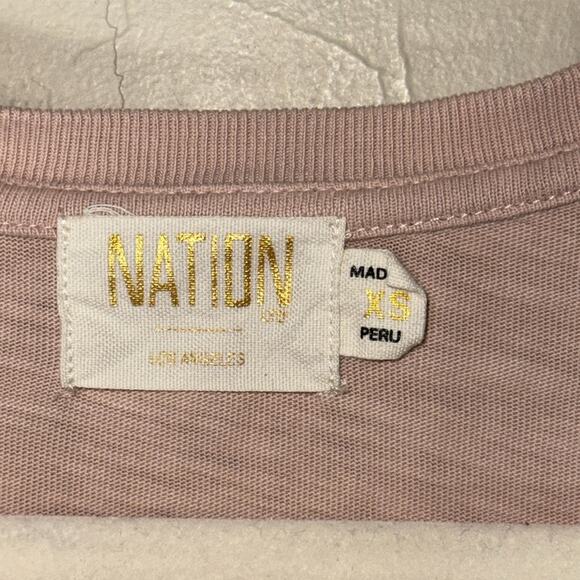 NATION
LTD
LOS ANGELES
MAD
XS
PERU